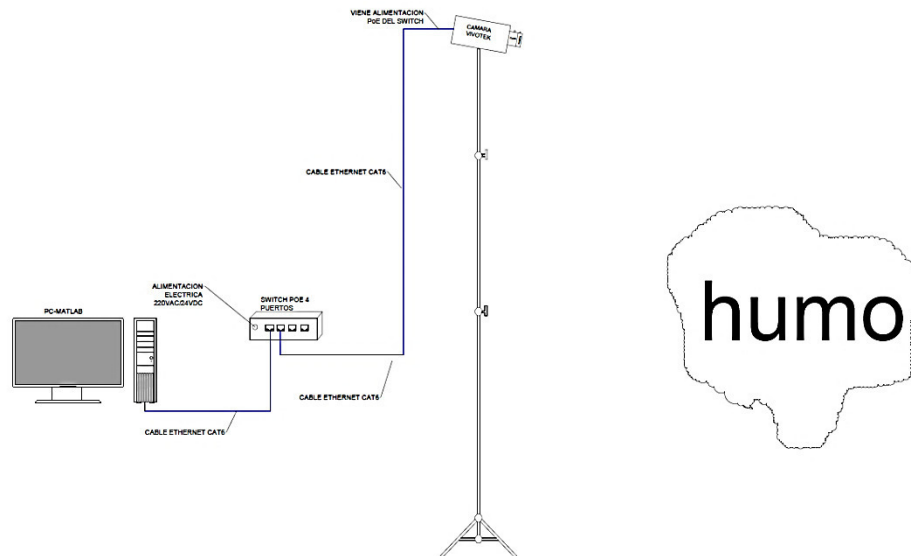 VIENE ALIMENTACION
PoE DEL SWITCH
CAMARA
VIVOTEK
CABLE ETHERNET CAT6
humo
ALIMENTACION
ELECTRICA
220VAC/24VDC
SWITCH POE 4
PUERTOS
PC-MATLAB
CABLE ETHERNET CAT6
CABLE ETHERNET CAT6